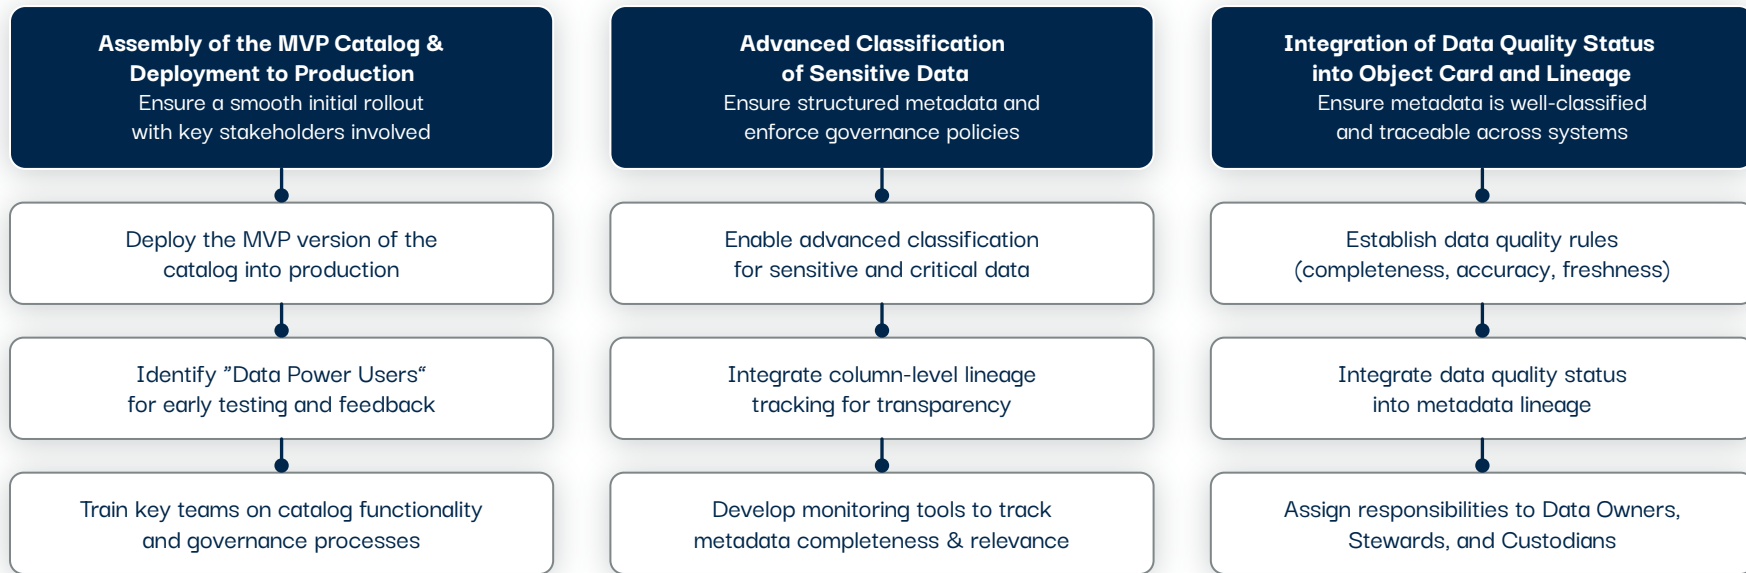 Assembly of the MVP Catalog &
Deployment to Production
Ensure a smooth initial rollout
with key stakeholders involved
Deploy the MVP version of the
catalog into production
Identify ”Data Power Users“
for early testing and feedback
Train key teams on catalog functionality
and governance processes
Advanced Classification
of Sensitive Data
Ensure structured metadata and
enforce governance policies
Enable advanced classification
for sensitive and critical data
Integrate column-level lineage
tracking for transparency
Develop monitoring tools to track
metadata completeness & relevance
Integration of Data Quality Status
into Object Card and Lineage
Ensure metadata is well-classified
and traceable across systems
Establish data quality rules
(completeness, accuracy, freshness)
Integrate data quality status
into metadata lineage
Assign responsibilities to Data Owners,
Stewards, and Custodians